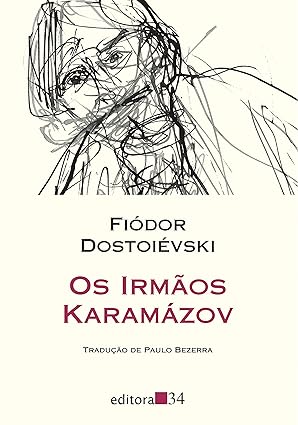 Fiódor
Dostoiévski
Os Irmãos
Karamázov
Tradução de Paulo Bezerra
editora 34